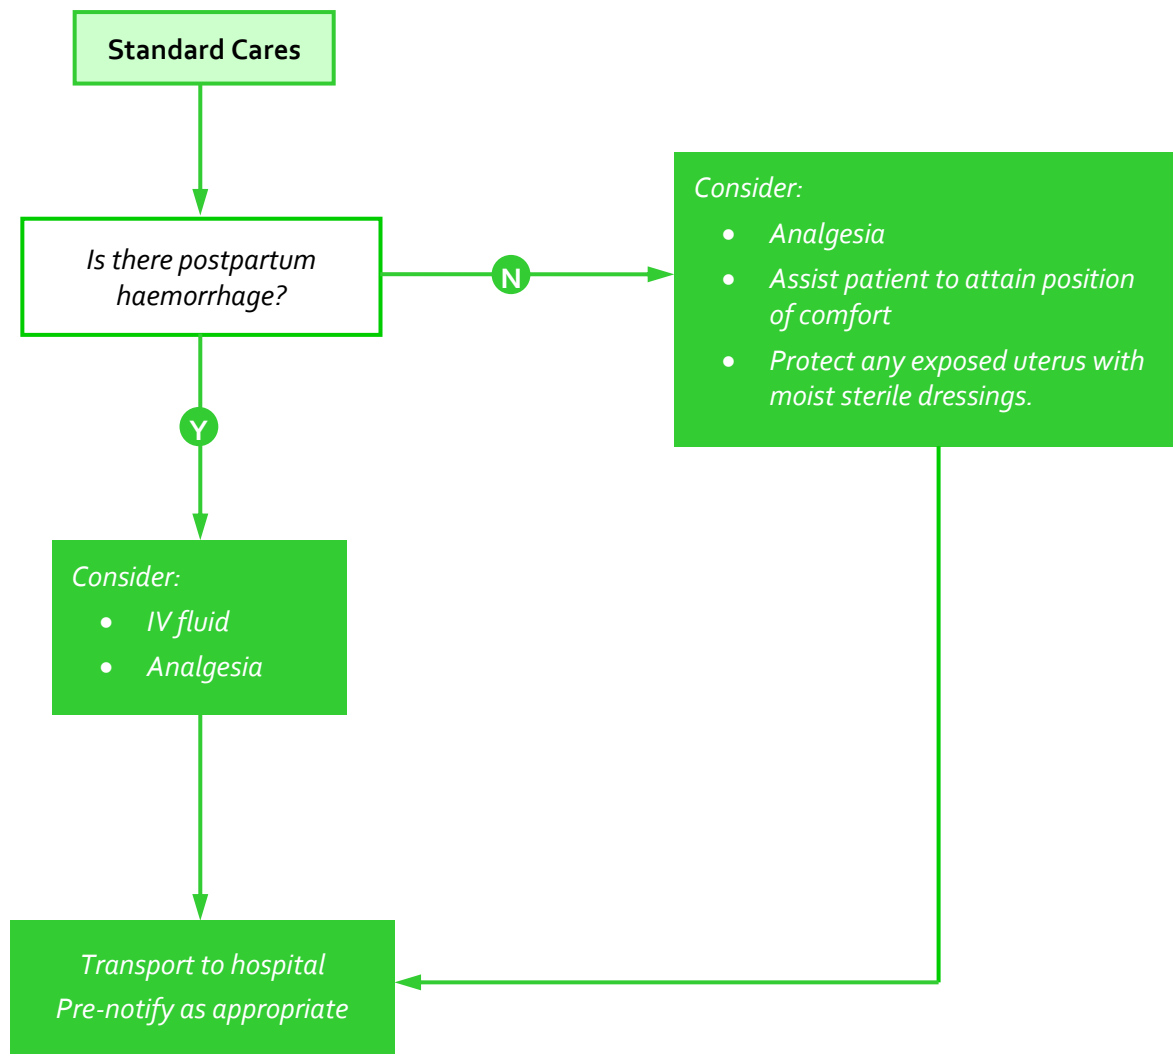 Standard Cares
Is there postpartum
haemorrhage?
N
Consider:
• Analgesia
• Assist patient to attain position
of comfort
• Protect any exposed uterus with
moist sterile dressings.
Y
Consider:
• IV fluid
• Analgesia
Transport to hospital
Pre-notify as appropriate